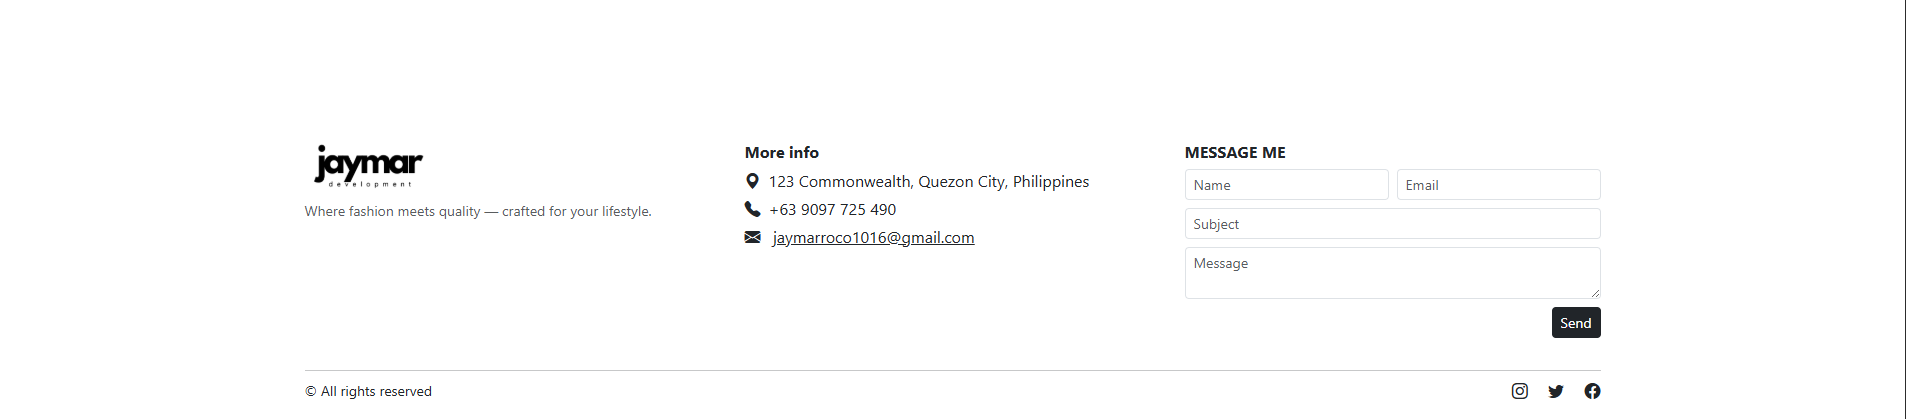 jaymar
development
Where fashion meets quality — crafted for your lifestyle.
More info
123 Commonwealth, Quezon City, Philippines
+63 9097 725 490
jaymarroco1016@gmail.com
MESSAGE ME
Name
Email
Subject
Message
Send
© All rights reserved